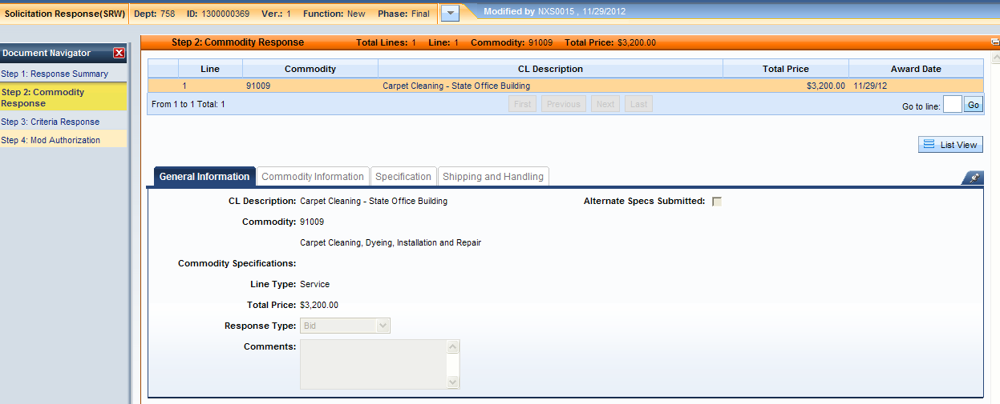 Solicitation Response(SRW) Dept: 758 ID: 1300000369 Ver.: 1 Function: New Phase: Final Modified by NXS0015 , 11/29/2012
Document Navigator
Step 1: Response Summary
Step 2: Commodity
Response
Step 3: Criteria Response
Step 4: Mod Authorization
Step 2: Commodity Response Total Lines: 1 Line: 1 Commodity: 91009 Total Price: $3,200.00
Line Commodity CL Description Total Price Award Date
1 91009 Carpet Cleaning - State Office Building $3,200.00 11/29/12
From 1 to 1 Total: 1 First Previous Next Last Go to line: Go
List View
General Information Commodity Information Specification Shipping and Handling
CL Description: Carpet Cleaning - State Office Building Alternate Specs Submitted:
Commodity: 91009
Carpet Cleaning, Dyeing, Installation and Repair
Commodity Specifications:
Line Type: Service
Total Price: $3,200.00
Response Type: Bid
Comments: